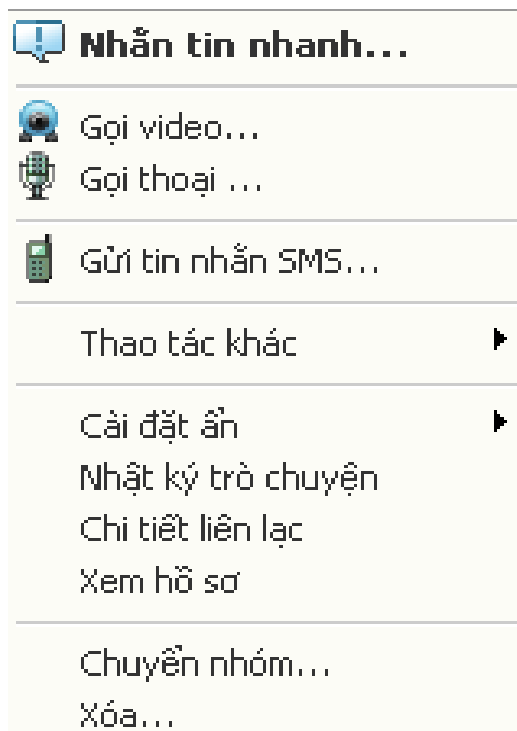 Nhắn tin nhanh...
Gọi video...
Gọi thoại ...
Gửi tin nhắn SMS...
Thao tác khác
Cài đặt ẩn
Nhật ký trò chuyện
Chi tiết liên lạc
Xem hồ sơ
Chuyển nhóm...
Xóa...